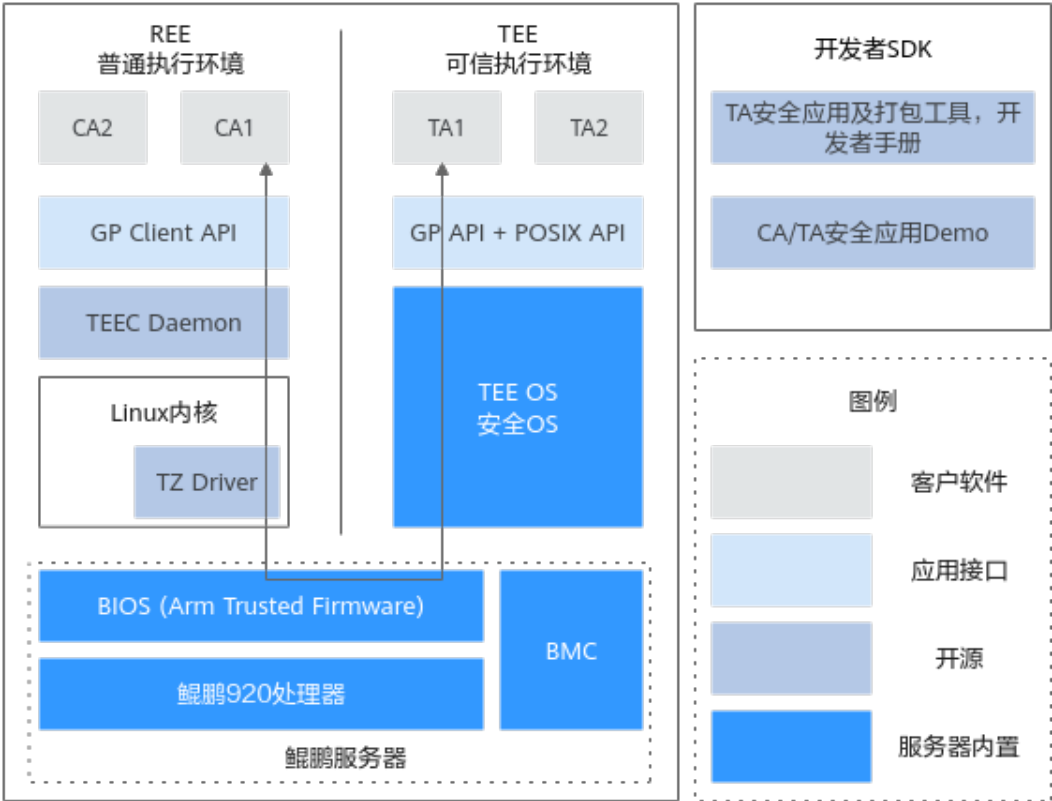 REE
普通执行环境
CA2
CA1
GP Client API
TEEC Daemon
Linux内核
TZ Driver
TEE
可信执行环境
TA1
TA2
GP API + POSIX API
TEE OS
安全OS
BIOS (Arm Trusted Firmware)
鲲鹏920处理器
BMC
鲲鹏服务器
开发者SDK
TA安全应用及打包工具，开
发者手册
CA/TA安全应用Demo
图例
客户软件
应用接口
开源
服务器内置